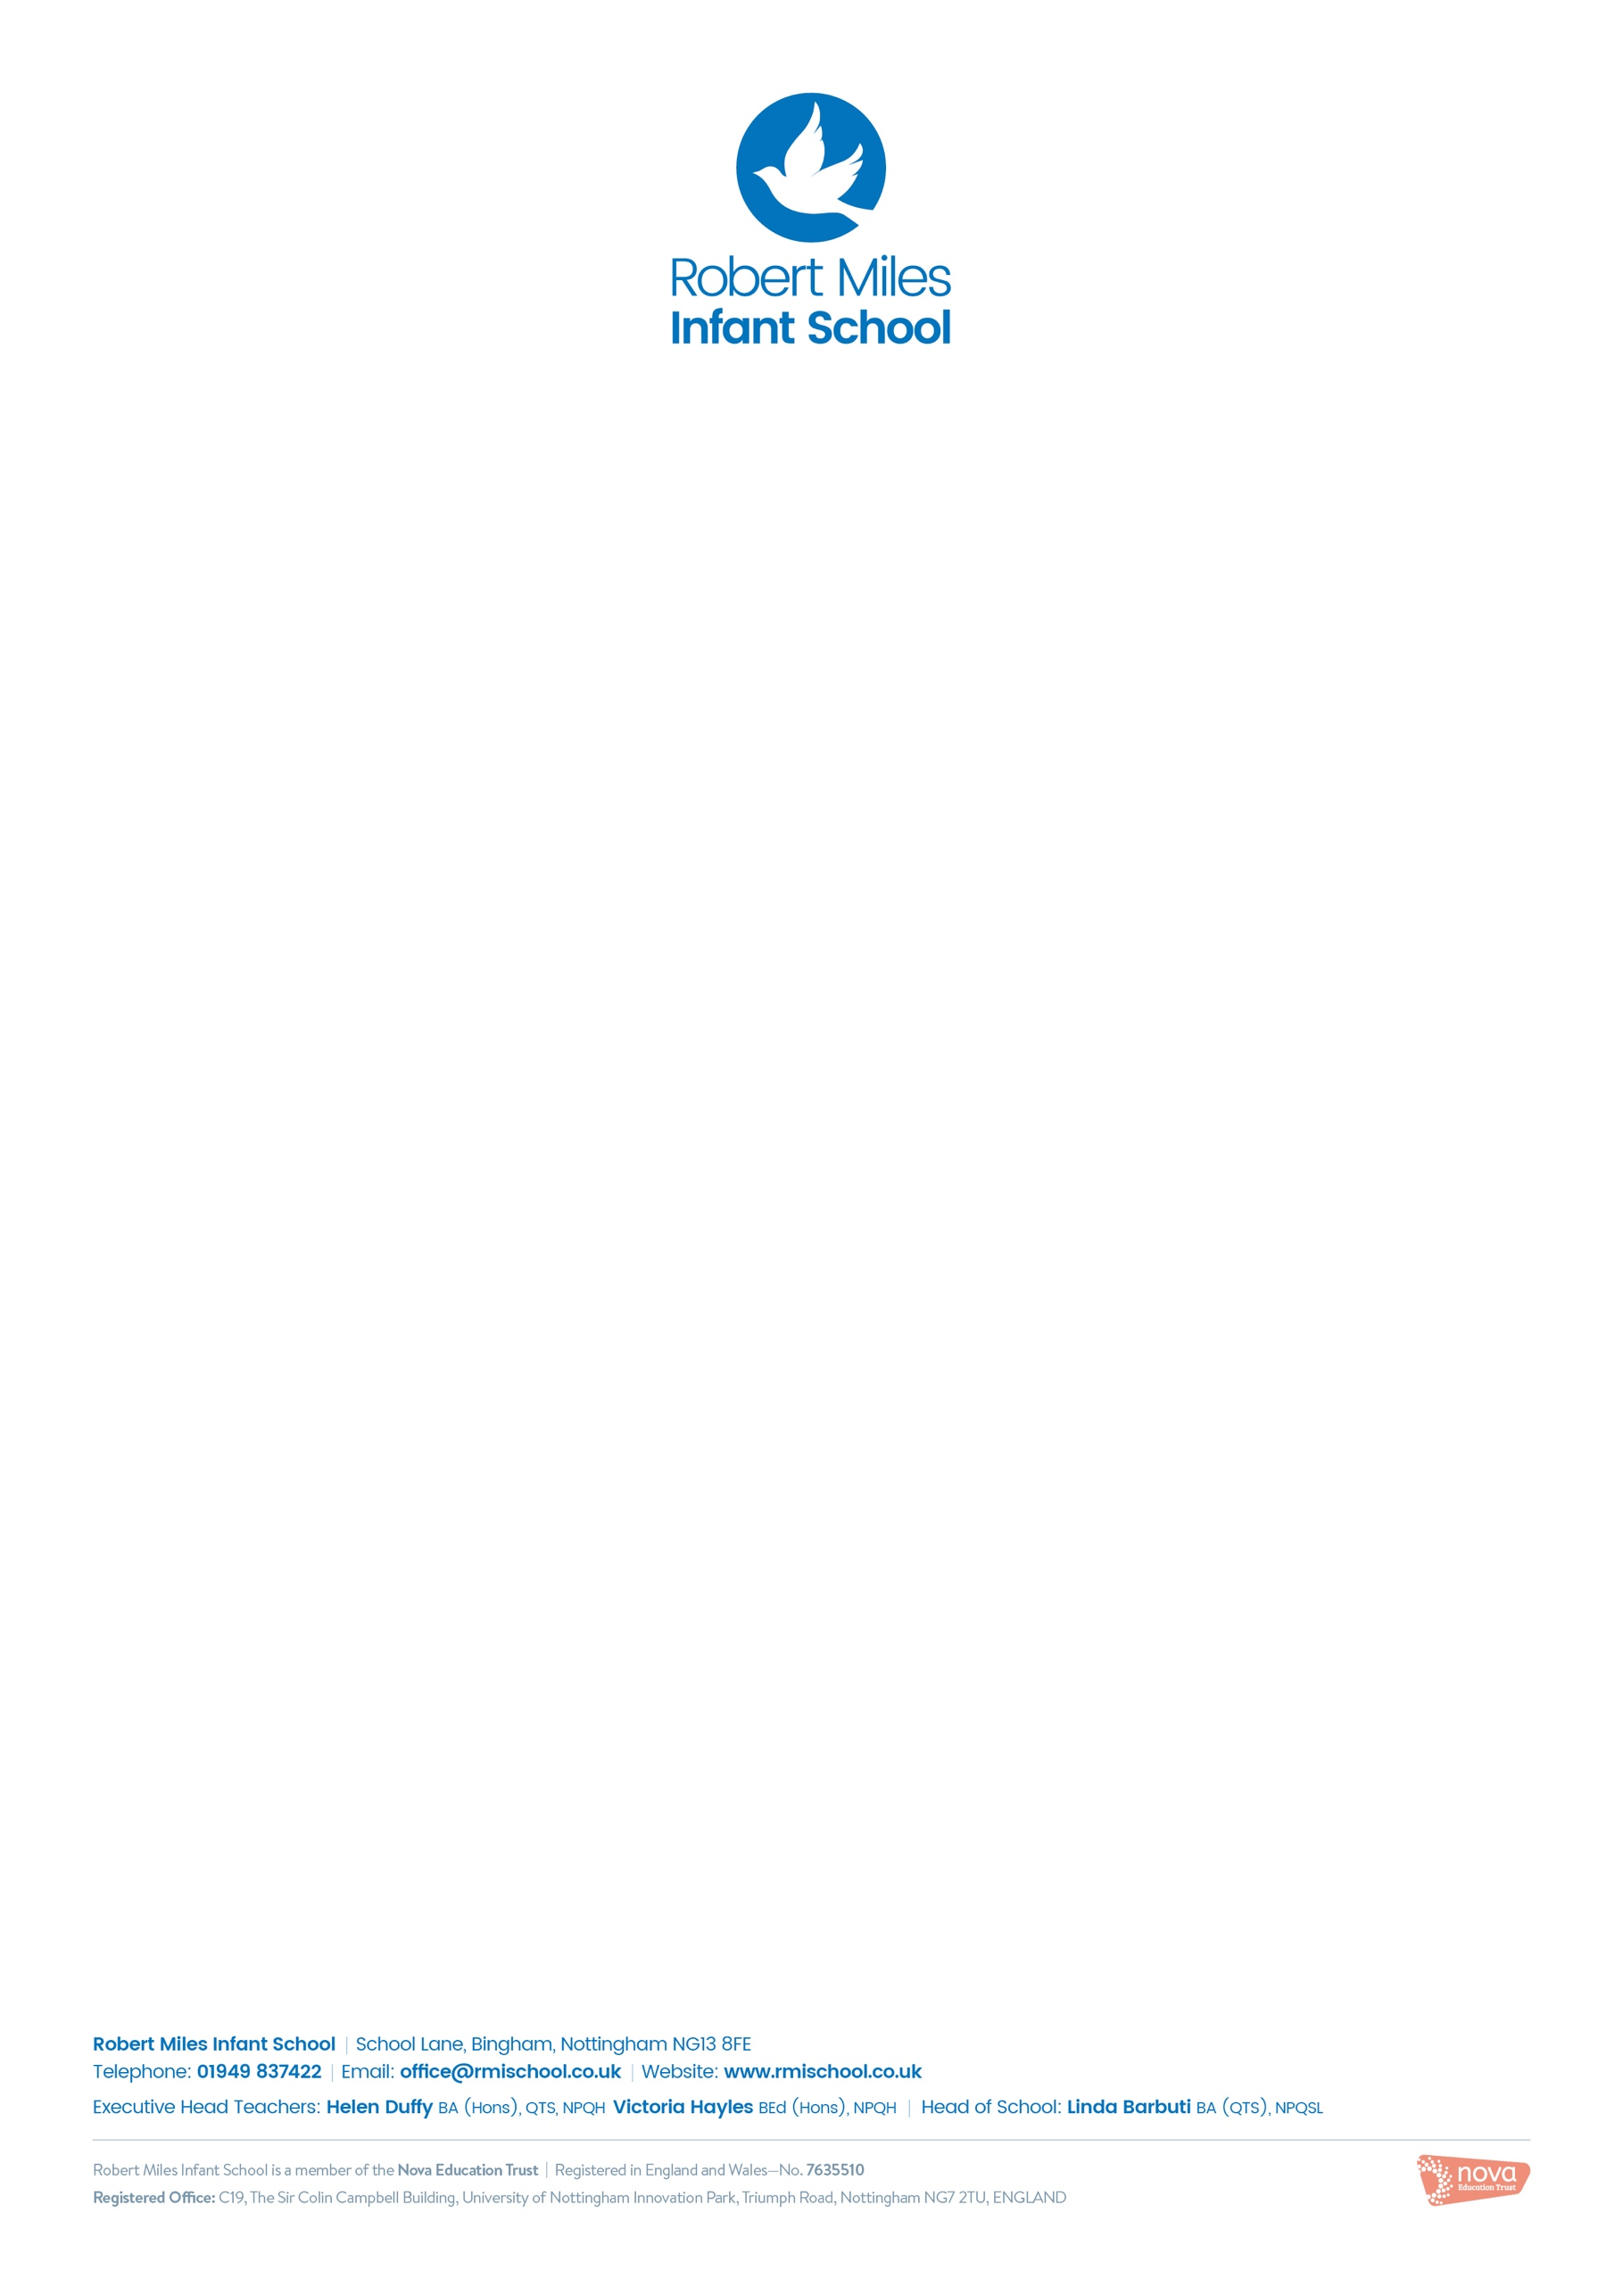 Robert Miles
Infant School
Robert Miles Infant School | School Lane, Bingham, Nottingham NG13 8FE
Telephone: 01949 837422 | Email: office@rmischool.co.uk | Website: www.rmischool.co.uk
Executive Head Teachers: Helen Duffy BA (Hons), QTS, NPQH Victoria Hayles BEd (Hons), NPQH | Head of School: Linda Barbuti BA (QTS), NPQSL
Robert Miles Infant School is a member of the Nova Education Trust | Registered in England and Wales—No. 7635510
Registered Office: C19, The Sir Colin Campbell Building, University of Nottingham Innovation Park, Triumph Road, Nottingham NG7 2TU, ENGLAND
nova
Education Trust